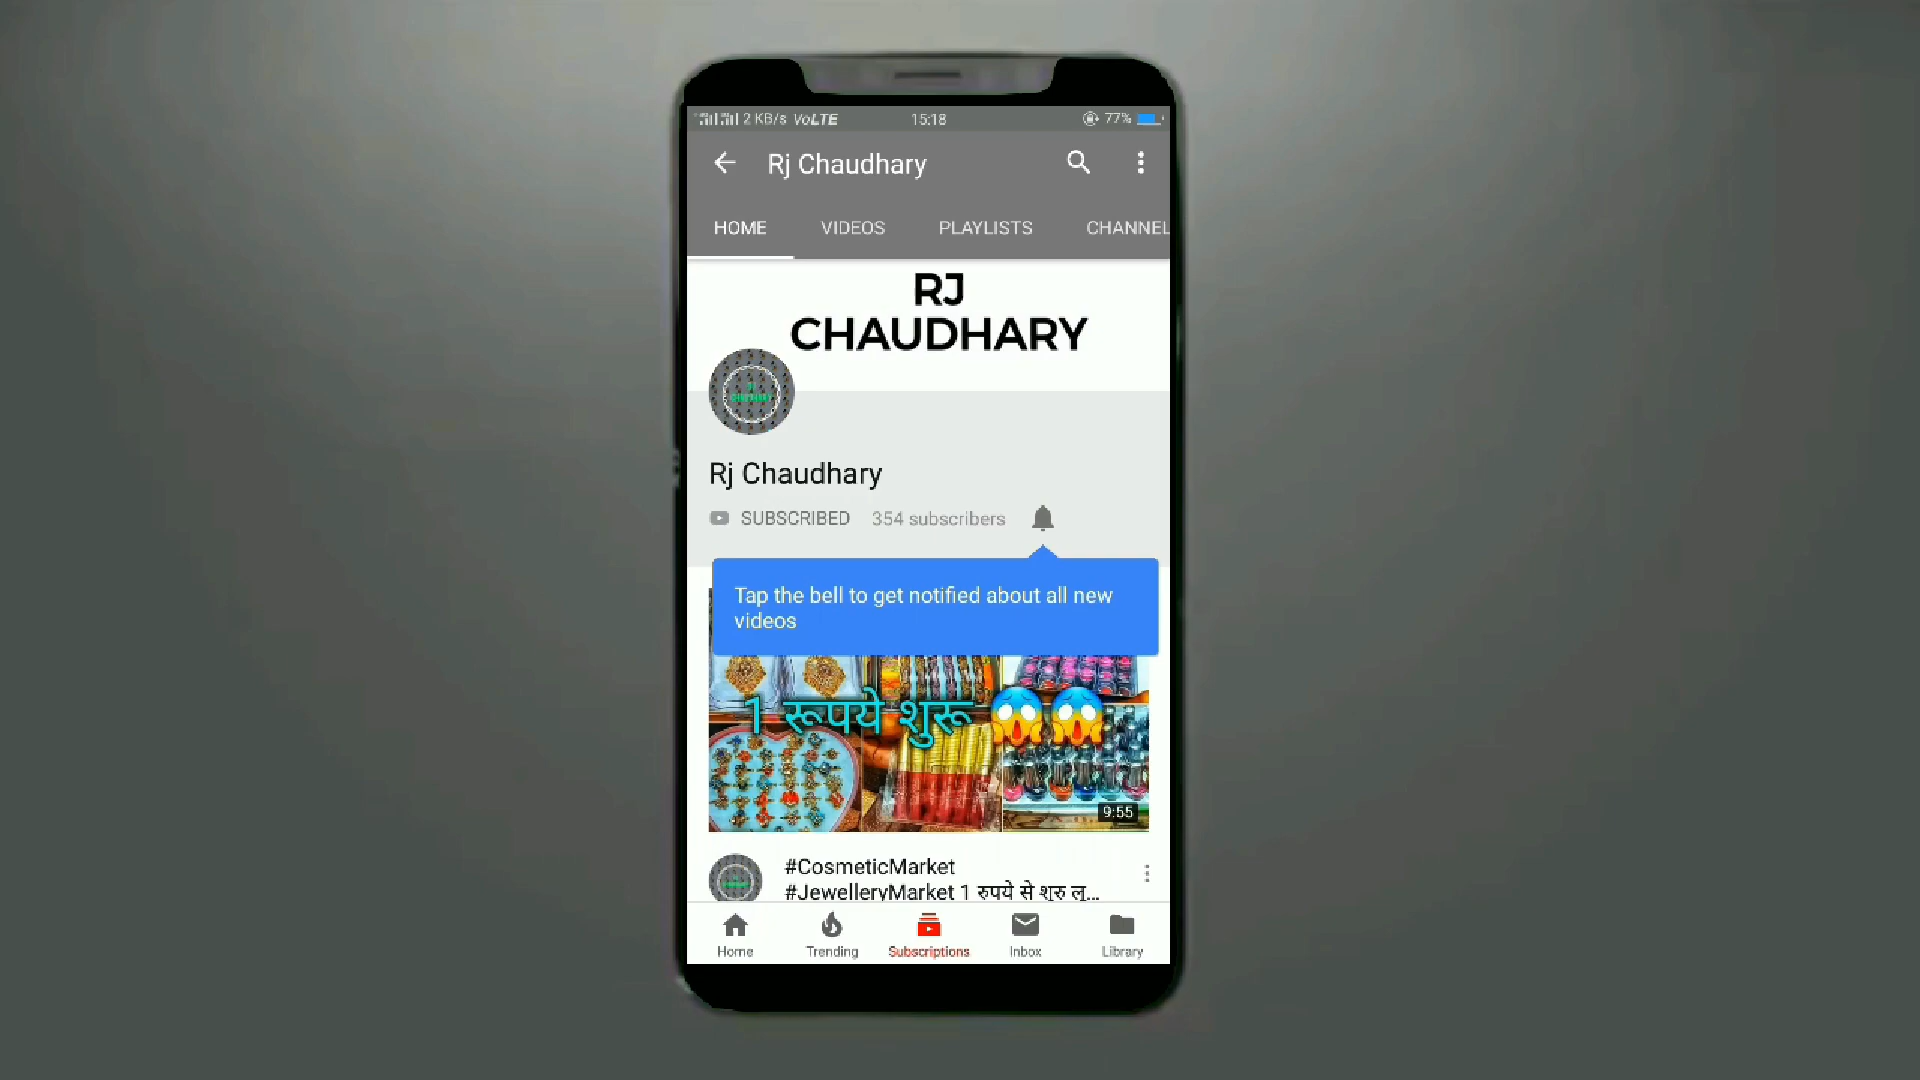 2 KB/s VoLTE 15:18 77%
Rj Chaudhary
HOME VIDEOS PLAYLISTS CHANNEL
RJ
CHAUDHARY
Rj Chaudhary
SUBSCRIBED 354 subscribers
Tap the bell to get notified about all new
videos
1 रूपये शुरू
9:55
#CosmeticMarket
#JewelleryMarket 1 रुपये से शुरु लू...
Home Trending Subscriptions Inbox Library